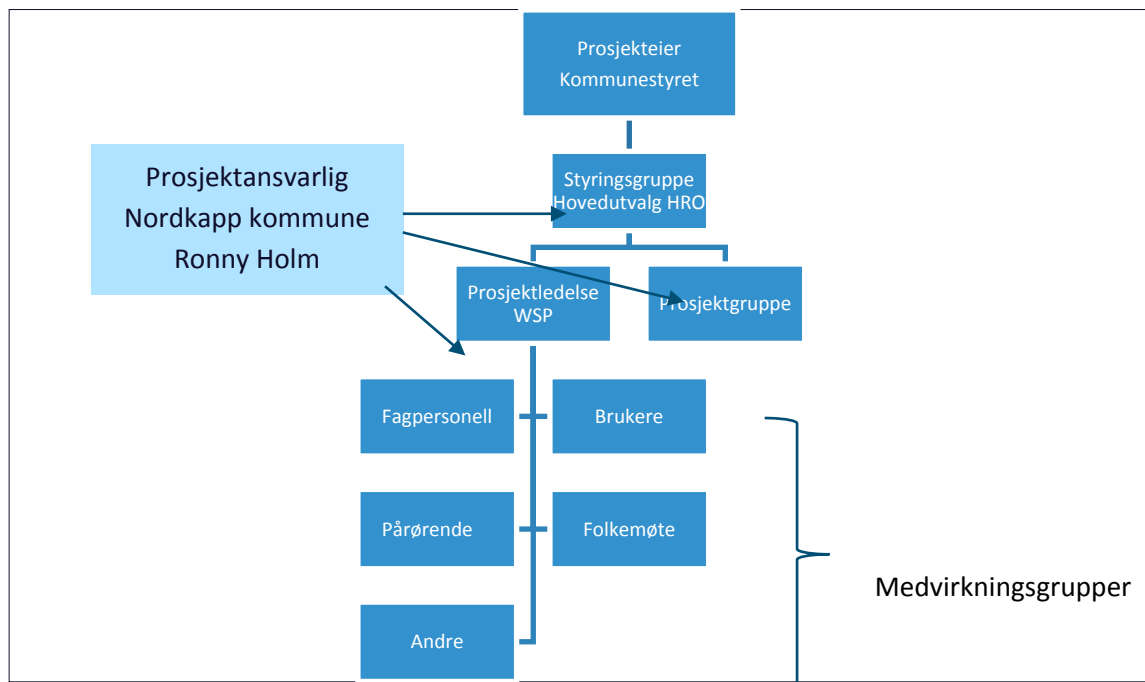 Prosjekteier
Kommunestyret
Prosjektansvarlig
Nordkapp kommune
Ronny Holm
Styringsgruppe
Hovedutvalg HRO
Prosjektledelse
WSP
Prosjektgruppe
Fagpersonell
Brukere
Pårørende
Folkemøte
Medvirkningsgrupper
Andre